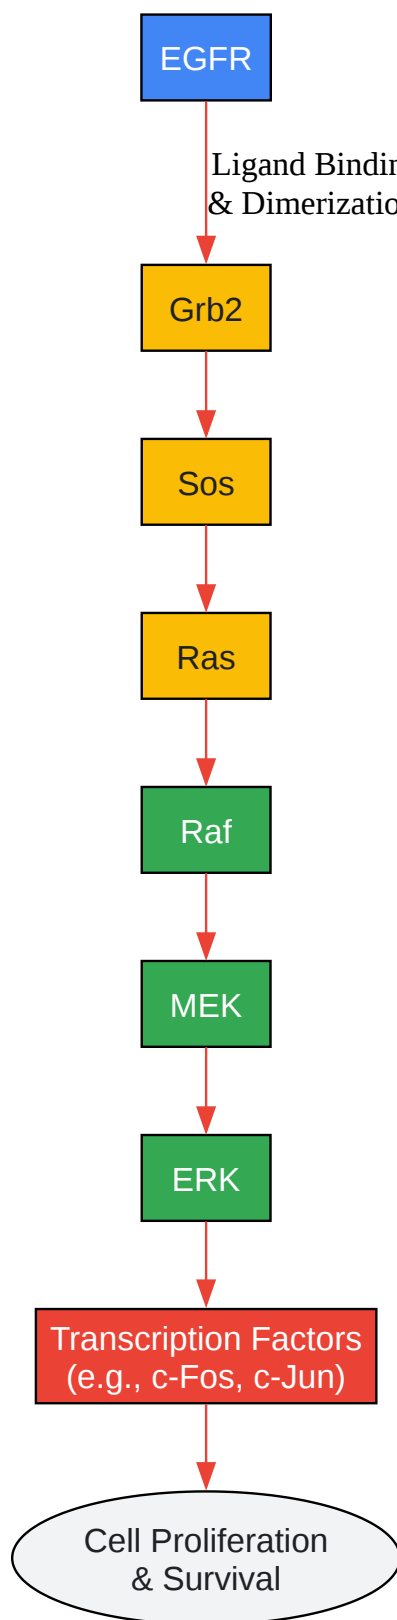 EGFR
Ligand Bindin
& Dimerizatio
Grb2
Sos
Ras
Raf
MEK
ERK
Transcription Factors
(e.g., c-Fos, c-Jun)
Cell Proliferation
& Survival